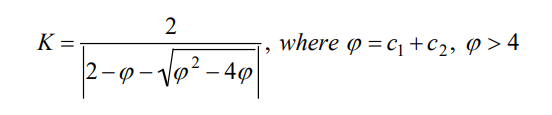 K = 2 / |2 − φ − √(φ² − 4φ)|, where φ = c₁ + c₂, φ > 4